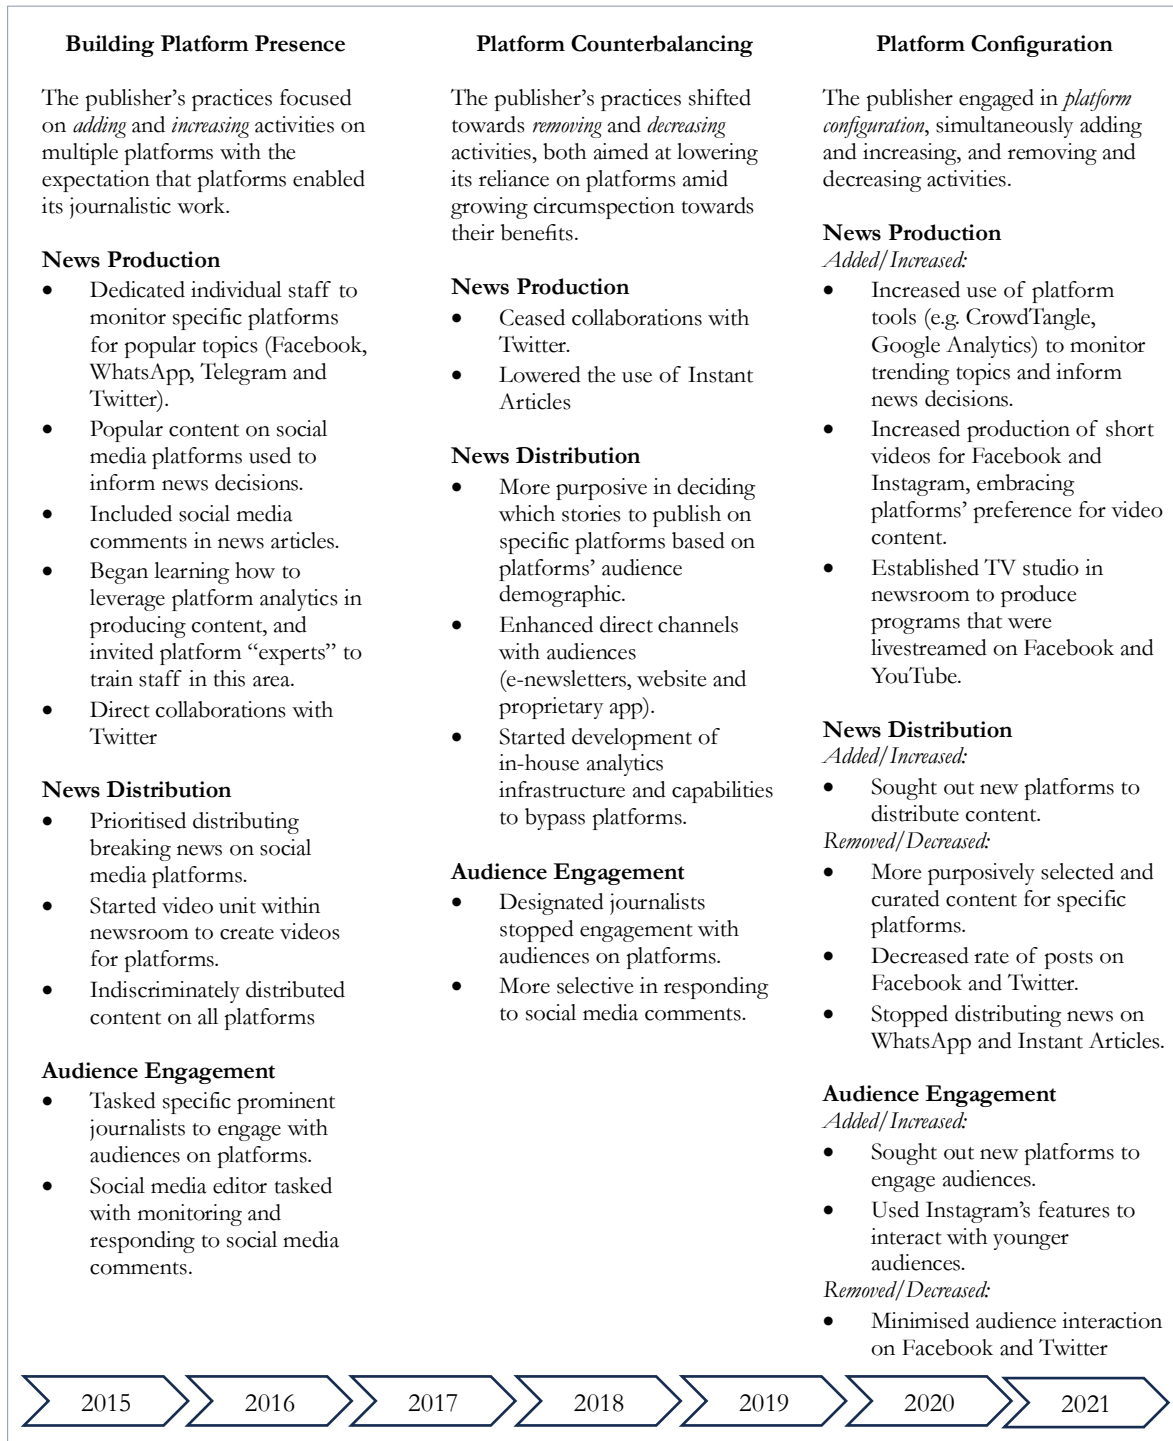 Building Platform Presence
The publisher's practices focused
on adding and increasing activities on
multiple platforms with the
expectation that platforms enabled
its journalistic work.
News Production
• Dedicated individual staff to
monitor specific platforms
for popular topics (Facebook,
WhatsApp, Telegram and
Twitter).
• Popular content on social
media platforms used to
inform news decisions.
• Included social media
comments in news articles.
• Began learning how to
leverage platform analytics in
producing content, and
invited platform “experts” to
train staff in this area.
• Direct collaborations with
Twitter
News Distribution
• Prioritised distributing
breaking news on social
media platforms.
• Started video unit within
newsroom to create videos
for platforms.
• Indiscriminately distributed
content on all platforms
Audience Engagement
• Tasked specific prominent
journalists to engage with
audiences on platforms.
• Social media editor tasked
with monitoring and
responding to social media
comments.
Platform Counterbalancing
The publisher's practices shifted
towards removing and decreasing
activities, both aimed at lowering
its reliance on platforms amid
growing circumspection towards
their benefits.
News Production
• Ceased collaborations with
Twitter.
• Lowered the use of Instant
Articles
News Distribution
• More purposive in deciding
which stories to publish on
specific platforms based on
platforms' audience
demographic.
• Enhanced direct channels
with audiences
(e-newsletters, website and
proprietary app).
• Started development of
in-house analytics
infrastructure and capabilities
to bypass platforms.
Audience Engagement
• Designated journalists
stopped engagement with
audiences on platforms.
• More selective in responding
to social media comments.
Platform Configuration
The publisher engaged in platform
configuration, simultaneously adding
and increasing, and removing and
decreasing activities.
News Production
Added/Increased:
• Increased use of platform
tools (e.g. CrowdTangle,
Google Analytics) to monitor
trending topics and inform
news decisions.
• Increased production of short
videos for Facebook and
Instagram, embracing
platforms' preference for video
content.
• Established TV studio in
newsroom to produce
programs that were
livestreamed on Facebook and
YouTube.
News Distribution
Added/Increased:
• Sought out new platforms to
distribute content.
Removed/Decreased:
• More purposively selected and
curated content for specific
platforms.
• Decreased rate of posts on
Facebook and Twitter.
• Stopped distributing news on
WhatsApp and Instant Articles.
Audience Engagement
Added/Increased:
• Sought out new platforms to
engage audiences.
• Used Instagram's features to
interact with younger
audiences.
Removed/Decreased:
• Minimised audience interaction
on Facebook and Twitter
2015
2016
2017
2018
2019
2020
2021